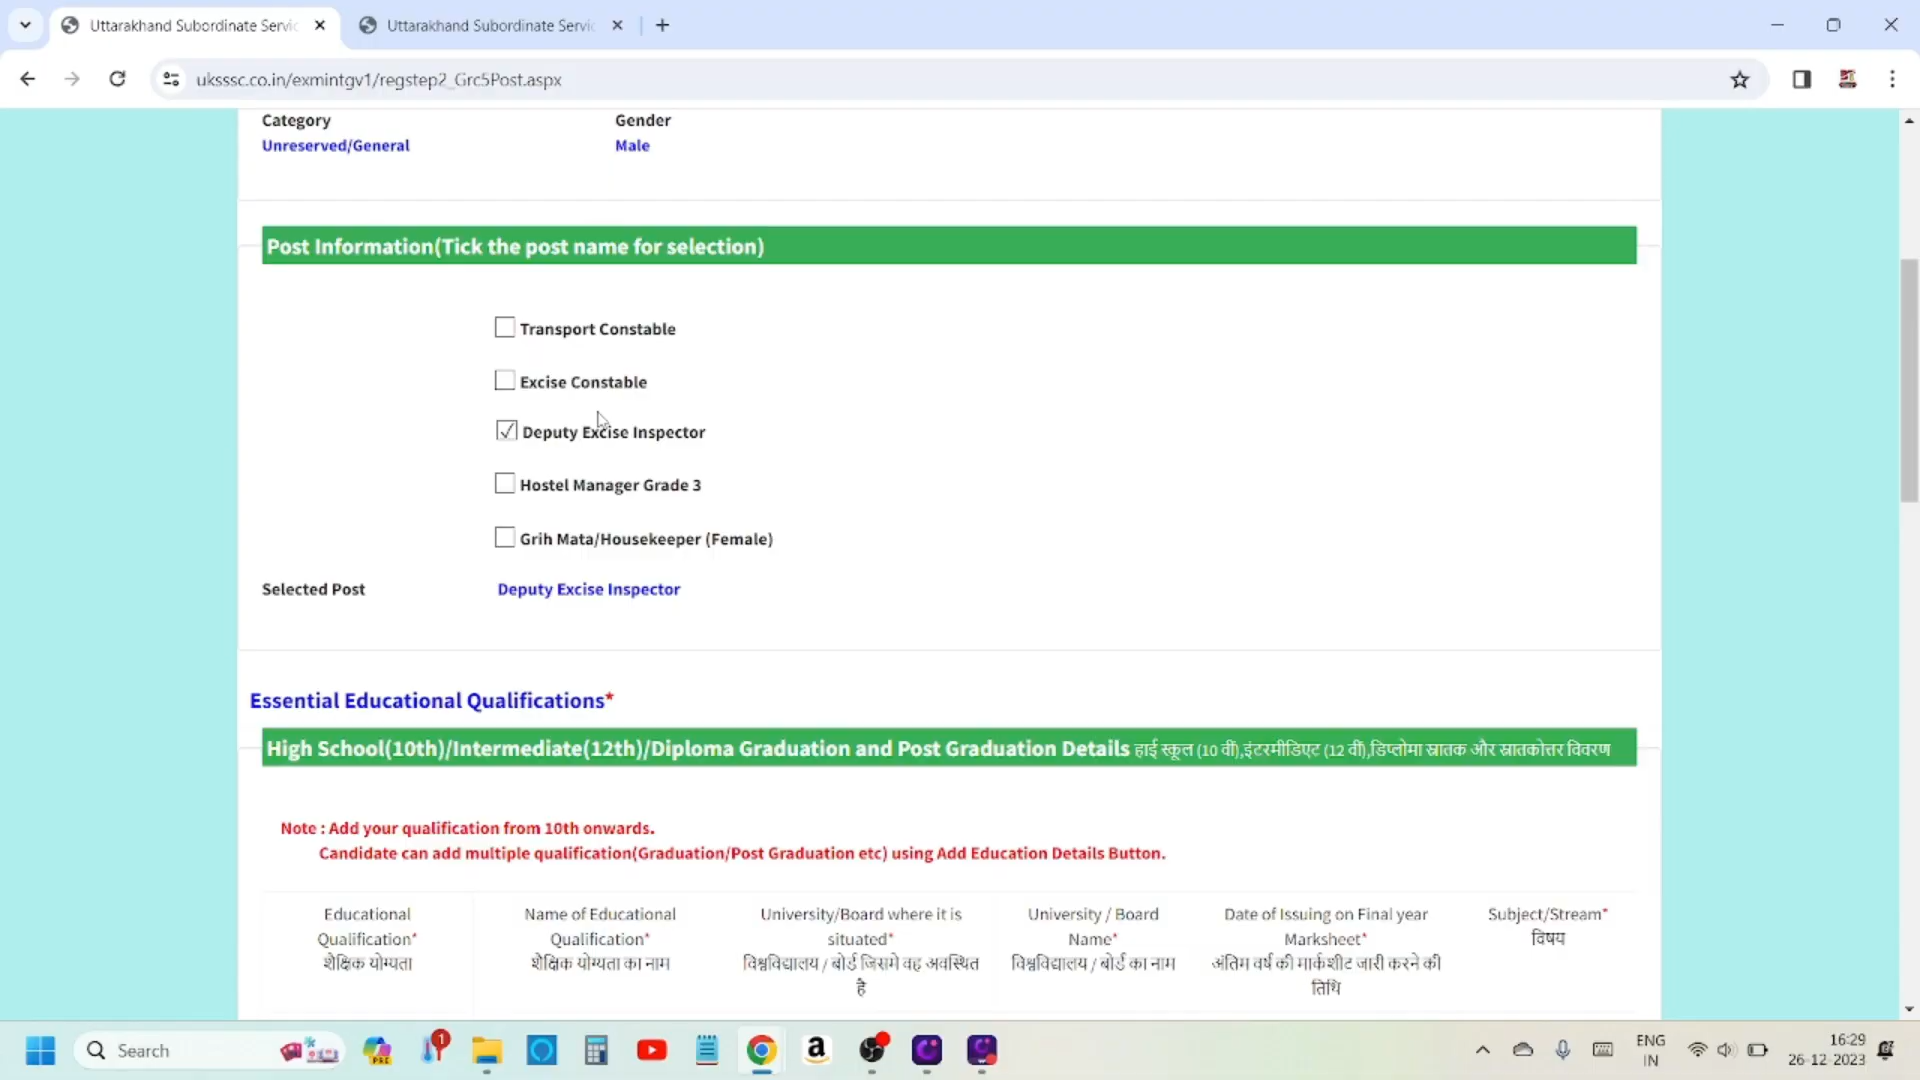 Uttarakhand Subordinate Servic
Uttarakhand Subordinate Servic
uksssc.co.in/exmintgv1/regstep2_Grc5Post.aspx
Category
Gender
Unreserved/General
Male
Post Information(Tick the post name for selection)
Transport Constable
Excise Constable
Deputy Excise Inspector
Hostel Manager Grade 3
Grih Mata/Housekeeper (Female)
Selected Post
Deputy Excise Inspector
Essential Educational Qualifications*
High School(10th)/Intermediate(12th)/Diploma Graduation and Post Graduation Details हाई स्कूल (10 वीं),इंटरमीडिएट (12 वीं),डिप्लोमा स्नातक और स्नातकोत्तर विवरण
Note : Add your qualification from 10th onwards.
Candidate can add multiple qualification(Graduation/Post Graduation etc) using Add Education Details Button.
Educational
Qualification*
शैक्षिक योग्यता
Name of Educational
Qualification*
शैक्षिक योग्यता का नाम
University/Board where it is
situated*
विश्वविद्यालय / बोर्ड जिसमे वह अवस्थित
है
University / Board
Name*
विश्वविद्यालय / बोर्ड का नाम
Date of Issuing on Final year
Marksheet*
अंतिम वर्ष की मार्कशीट जारी करने की
तिथि
Subject/Stream*
विषय
Search
PRE
1
ENG
IN
16:29
26-12-2023